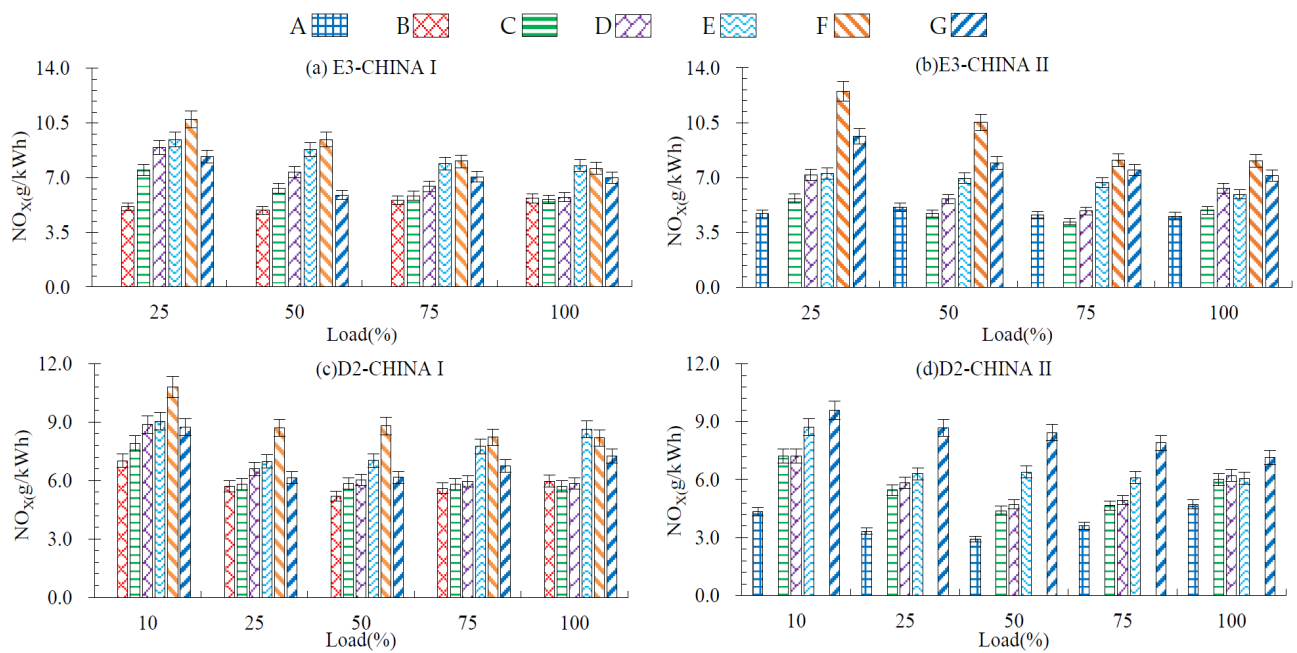 A B C D E F G
(a) E3-CHINA I
NOX(g/kWh)
14.0
10.5
7.0
3.5
0.0
25 50 75 100
Load(%)
(b)E3-CHINA II
NOX(g/kWh)
14.0
10.5
7.0
3.5
0.0
25 50 75 100
Load(%)
(c)D2-CHINA I
NOX(g/kWh)
12.0
9.0
6.0
3.0
0.0
10 25 50 75 100
Load(%)
(d)D2-CHINA II
NOX(g/kWh)
12.0
9.0
6.0
3.0
0.0
10 25 50 75 100
Load(%)